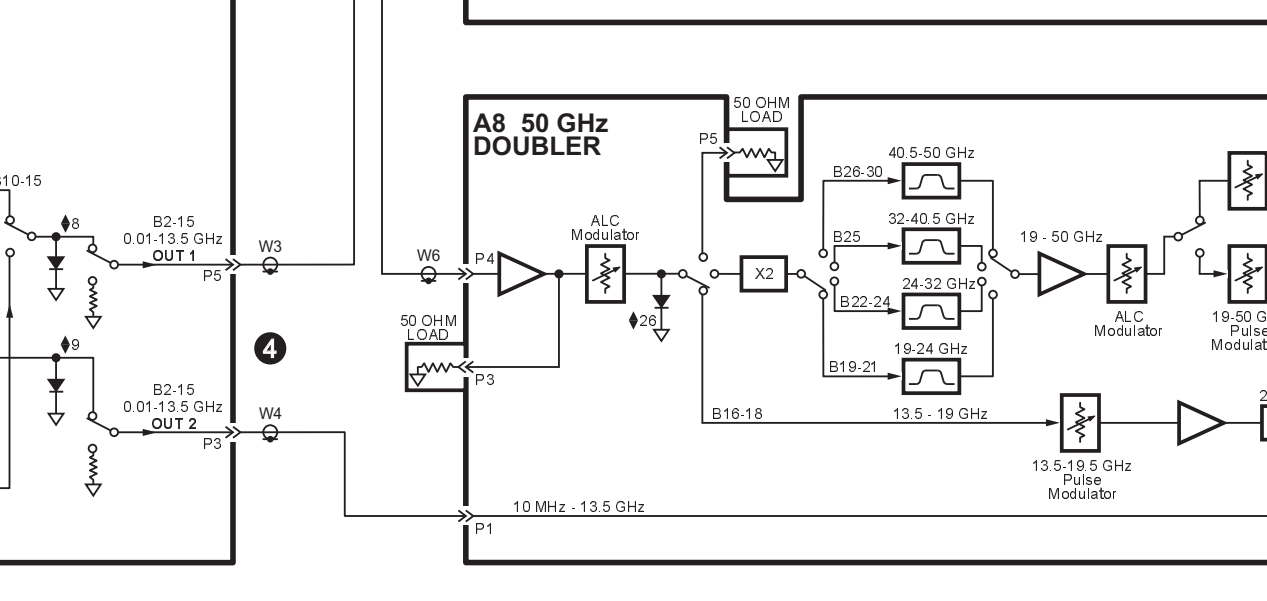 310-15
8
B2-15
0.01-13.5 GHz
OUT 1
P5
W3
9
B2-15
0.01-13.5 GHz
OUT 2
P3
W4
4
W6
P4
A8 50 GHz
DOUBLER
50 OHM
LOAD
P3
ALC
Modulator
26
P5
50 OHM
LOAD
X2
B26-30
40.5-50 GHz
B25
32-40.5 GHz
B22-24
24-32 GHz
B19-21
19-24 GHz
19 - 50 GHz
ALC
Modulator
19-50 G
Pulse
Modulat
B16-18
13.5 - 19 GHz
13.5-19.5 GHz
Pulse
Modulator
2
10 MHz - 13.5 GHz
P1